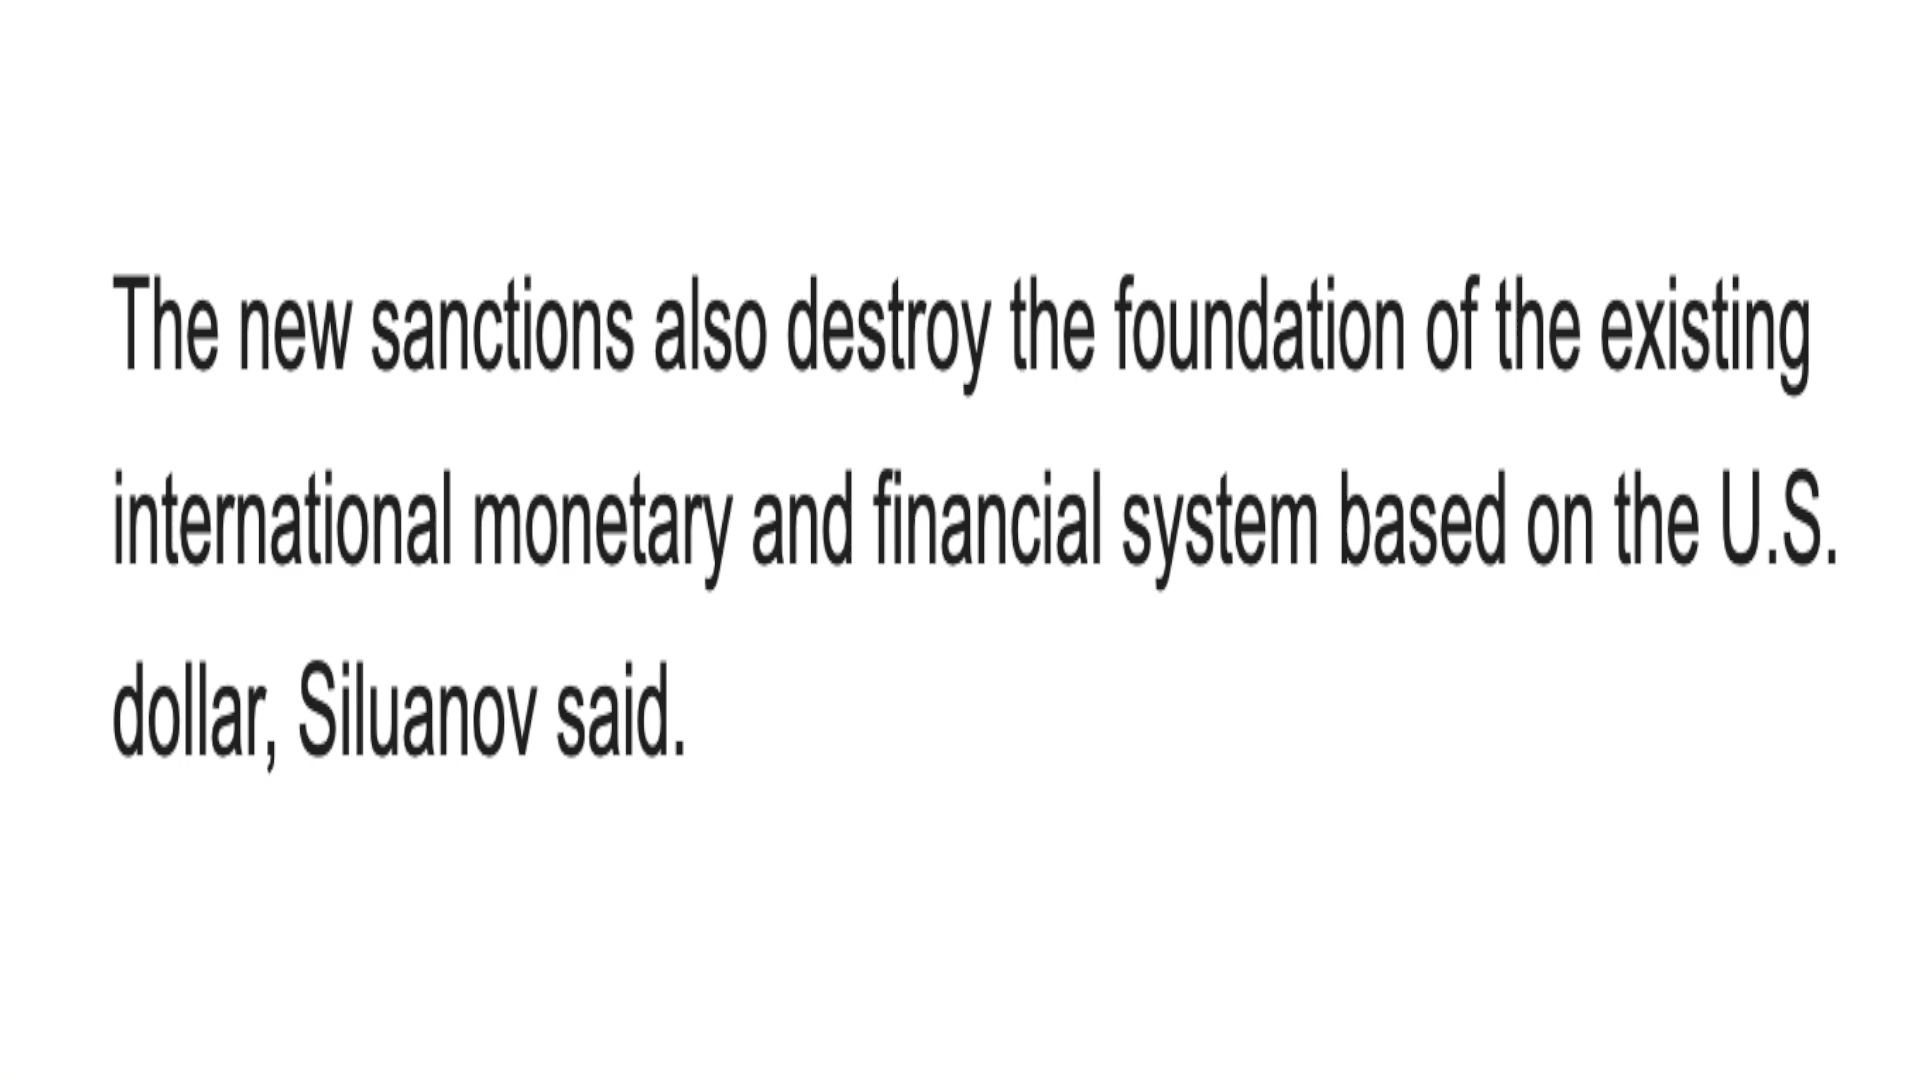 The new sanctions also destroy the foundation of the existing
international monetary and financial system based on the U.S.
dollar, Siluanov said.